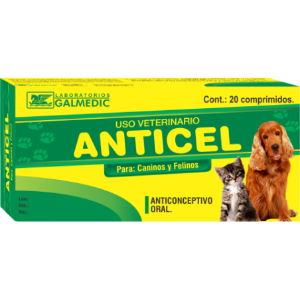 LABORATORIOS
GALMEDIC
Cont.: 20 comprimidos.
USO VETERINARIO
ANTICEL
Para: Caninos y Felinos
ANTICONCEPTIVO
ORAL.